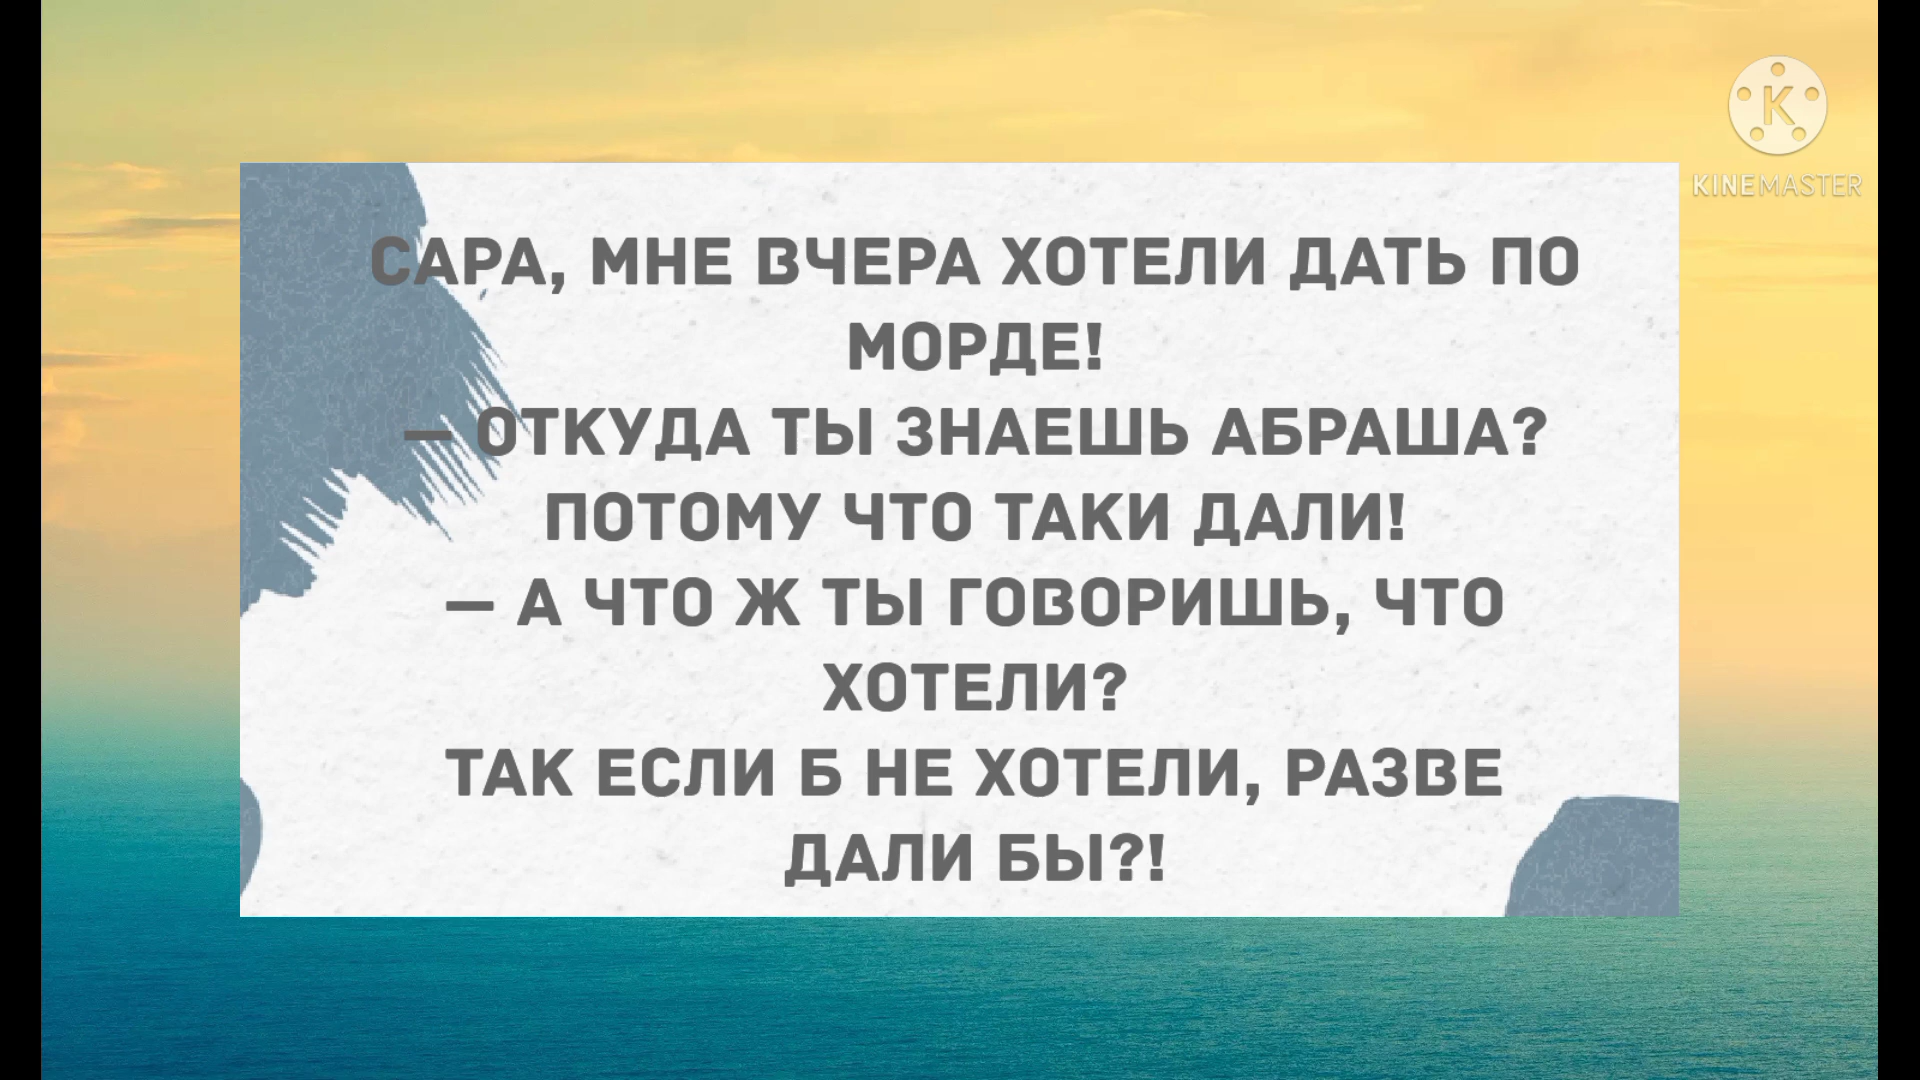 САРА, МНЕ ВЧЕРА ХОТЕЛИ ДАТЬ ПО
МОРДЕ!
— ОТКУДА ТЫ ЗНАЕШЬ АБРАША?
ПОТОМУ ЧТО ТАКИ ДАЛИ!
— А ЧТО Ж ТЫ ГОВОРИШЬ, ЧТО
ХОТЕЛИ?
ТАК ЕСЛИ Б НЕ ХОТЕЛИ, РАЗВЕ
ДАЛИ БЫ?!
K
KINEMASTER